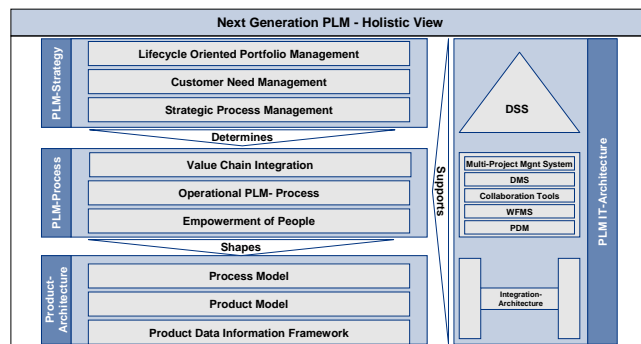 Next Generation PLM - Holistic View
PLM-Strategy
Lifecycle Oriented Portfolio Management
Customer Need Management
Strategic Process Management
Determines
PLM-Process
Value Chain Integration
Operational PLM- Process
Empowerment of People
Shapes
Product-
Architecture
Process Model
Product Model
Product Data Information Framework
Supports
DSS
Multi-Project Mgnt System
DMS
Collaboration Tools
WFMS
PDM
Integration-
Architecture
PLM IT-Architecture